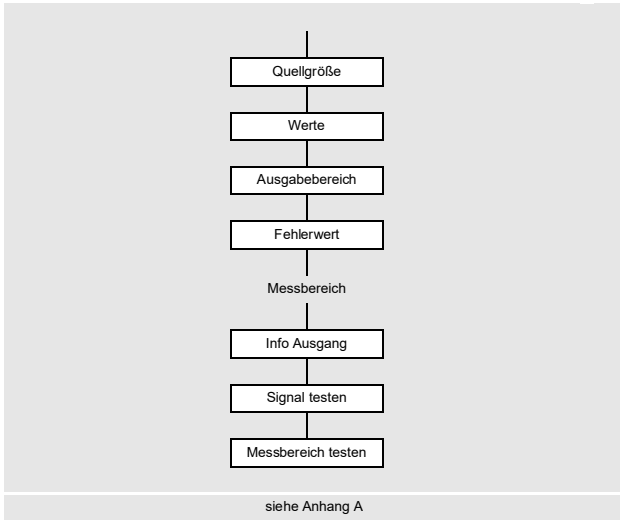 Quellgröße
Werte
Ausgabebereich
Fehlerwert
Messbereich
Info Ausgang
Signal testen
Messbereich testen
siehe Anhang A